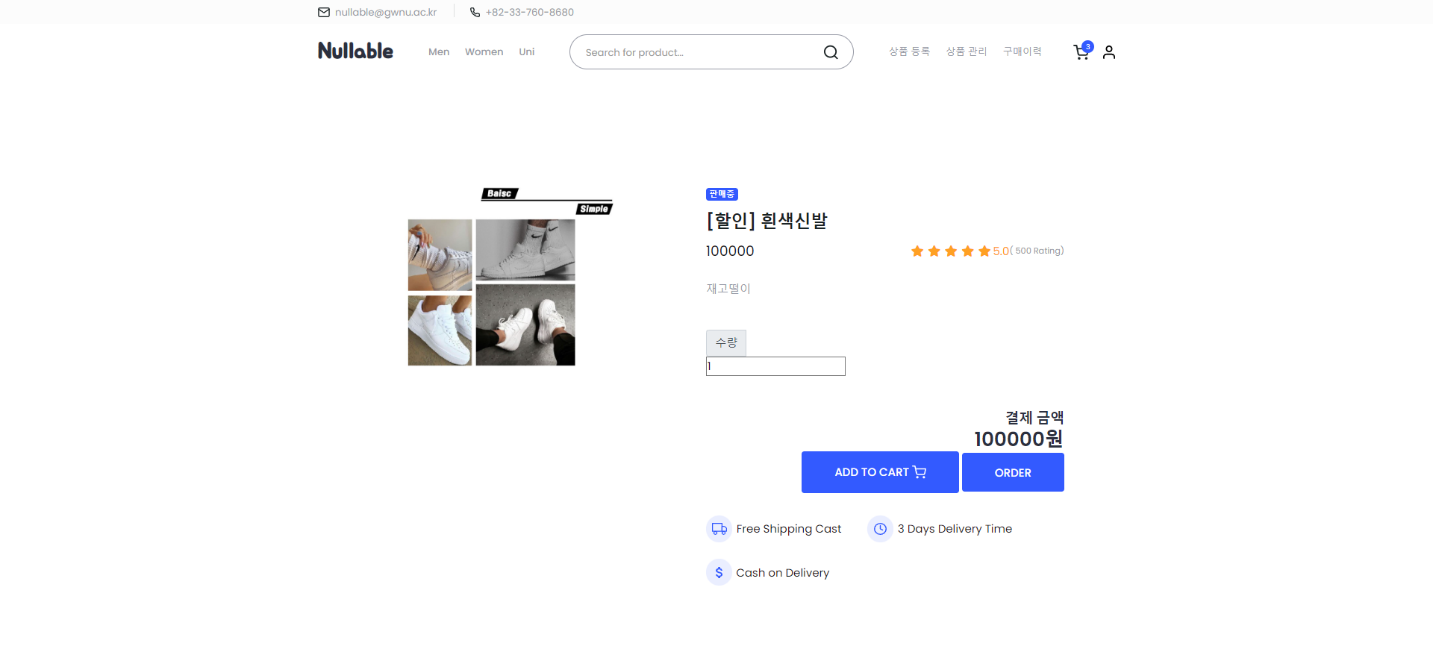 nullable@gwnu.ac.kr +82-33-760-8680
Nullable Men Women Uni Search for product... 상품 등록 상품 관리 구매이력 3
Baisc
Simple
판매중
[할인] 흰색신발
100000 5.0( 500 Rating)
재고떨이
수량
1
결제 금액
100000원
ADD TO CART ORDER
Free Shipping Cast 3 Days Delivery Time
$ Cash on Delivery